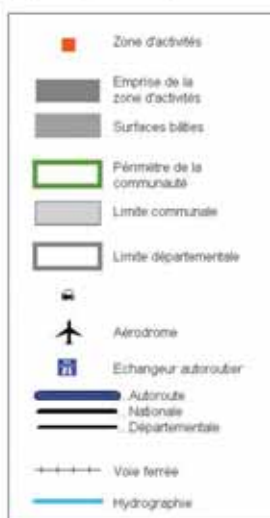 Zone d'activités
Emprise de la
zone d'activités
Surfaces bâties
Périmètre de la
communauté
Limite communale
Limite départementale
Aérodrome
Echangeur autoroutier
Autoroute
Nationale
Départementale
Voie ferrée
Hydrographie